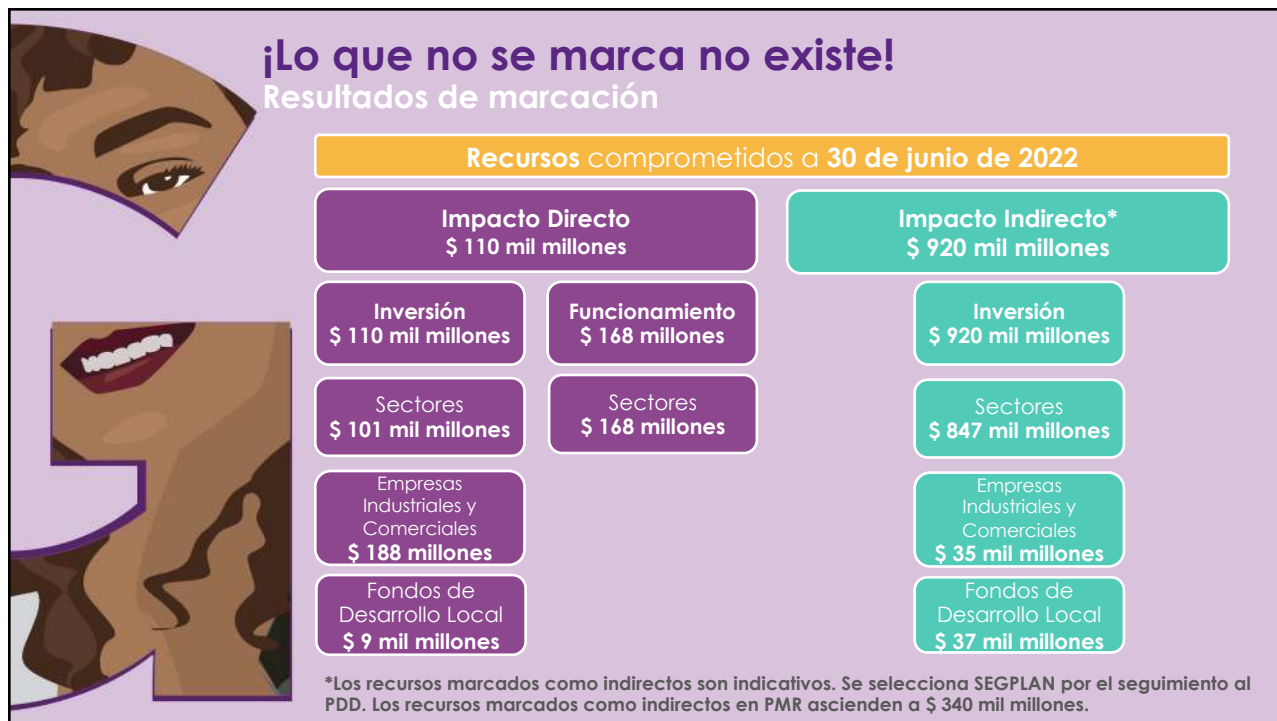 ¡Lo que no se marca no existe!
Resultados de marcación
Recursos comprometidos a 30 de junio de 2022
Impacto Directo
$ 110 mil millones
Impacto Indirecto*
$ 920 mil millones
Inversión
$ 110 mil millones
Funcionamiento
$ 168 millones
Inversión
$ 920 mil millones
Sectores
$ 101 mil millones
Sectores
$ 168 millones
Sectores
$ 847 mil millones
Empresas
Industriales y
Comerciales
$ 188 millones
Empresas
Industriales y
Comerciales
$ 35 mil millones
Fondos de
Desarrollo Local
$ 9 mil millones
Fondos de
Desarrollo Local
$ 37 mil millones
*Los recursos marcados como indirectos son indicativos. Se selecciona SEGPLAN por el seguimiento al
PDD. Los recursos marcados como indirectos en PMR ascienden a $ 340 mil millones.